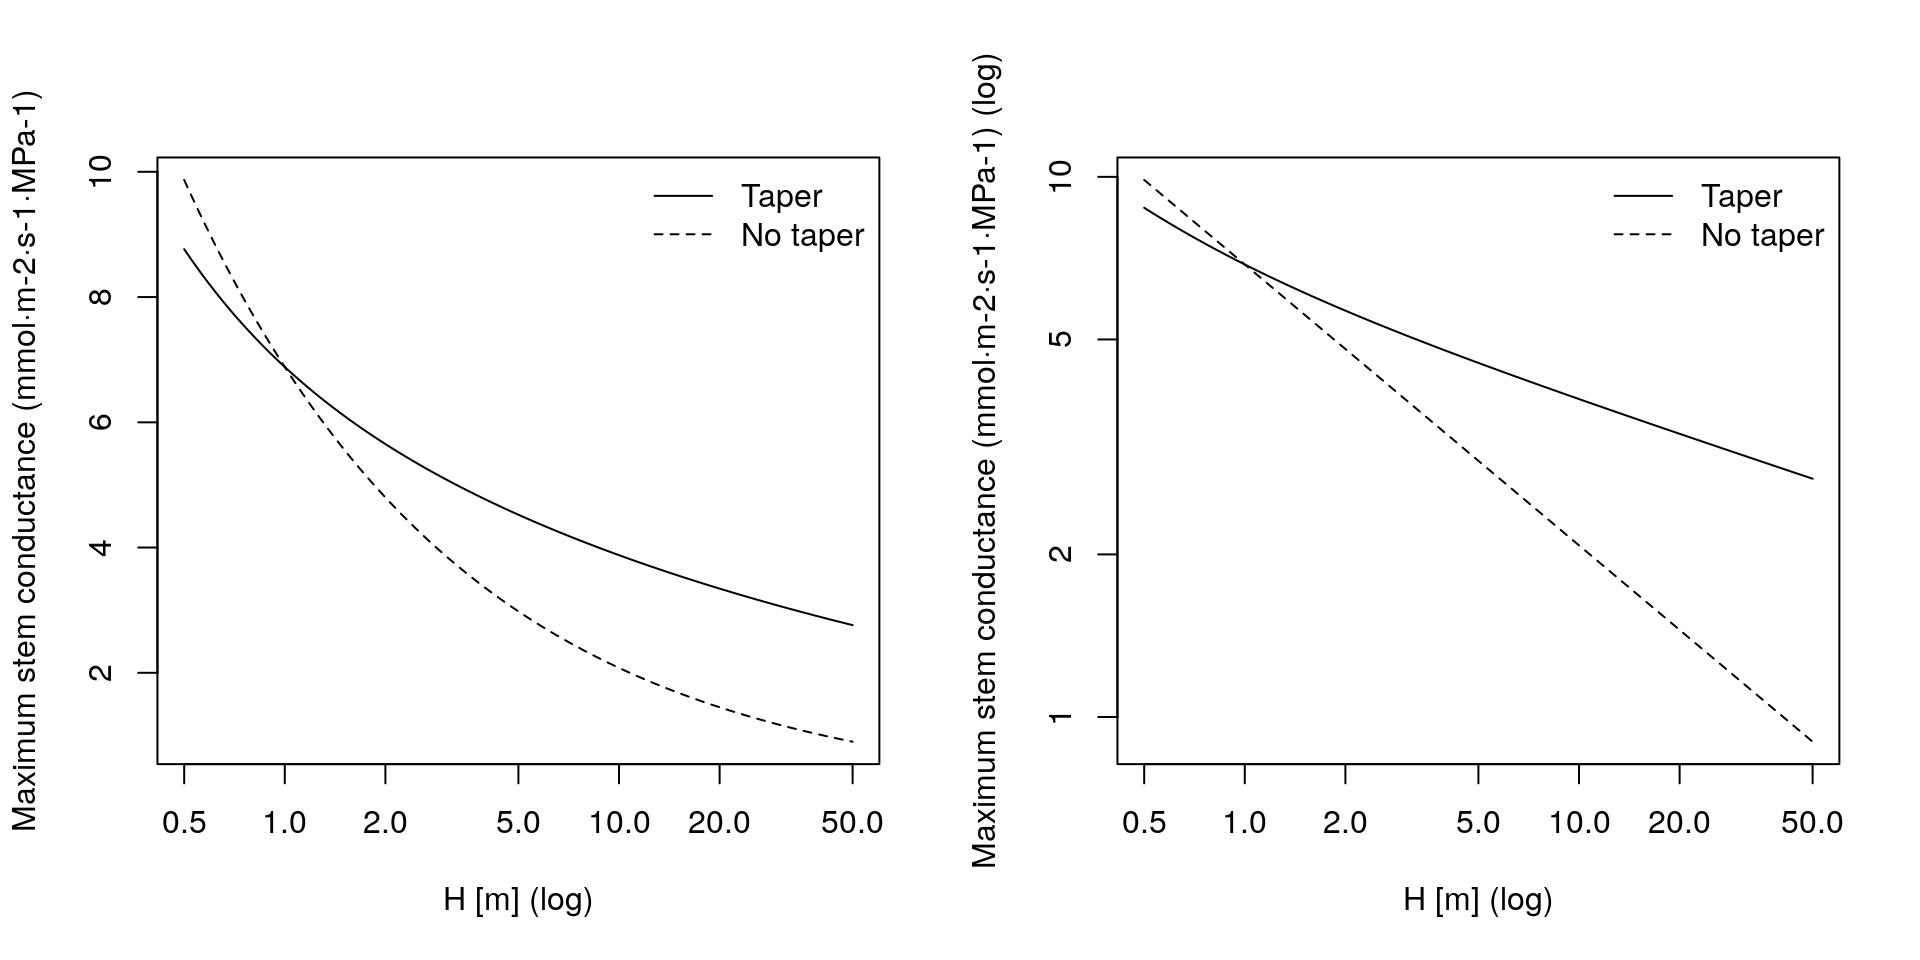 Maximum stem conductance (mmol·m-2·s-1·MPa-1)
10
8
6
4
2
Taper
No taper
0.5 1.0 2.0 5.0 10.0 20.0 50.0
H [m] (log)
Maximum stem conductance (mmol·m-2·s-1·MPa-1) (log)
10
5
2
1
Taper
No taper
0.5 1.0 2.0 5.0 10.0 20.0 50.0
H [m] (log)